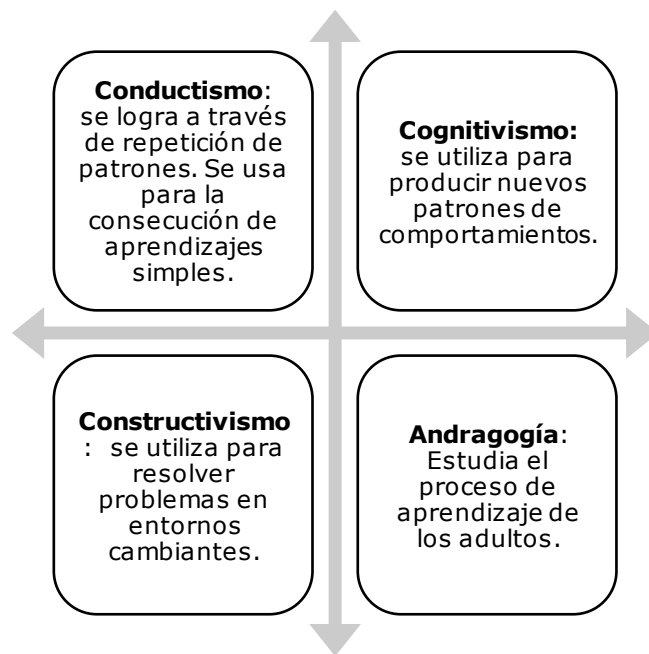 Conductismo:
se logra a través
de repetición de
patrones. Se usa
para la
consecución de
aprendizajes
simples.
Cognitivismo:
se utiliza para
producir nuevos
patrones de
comportamientos.
Constructivismo
: se utiliza para
resolver
problemas en
entornos
cambiantes.
Andragogía:
Estudia el
proceso de
aprendizaje de
los adultos.